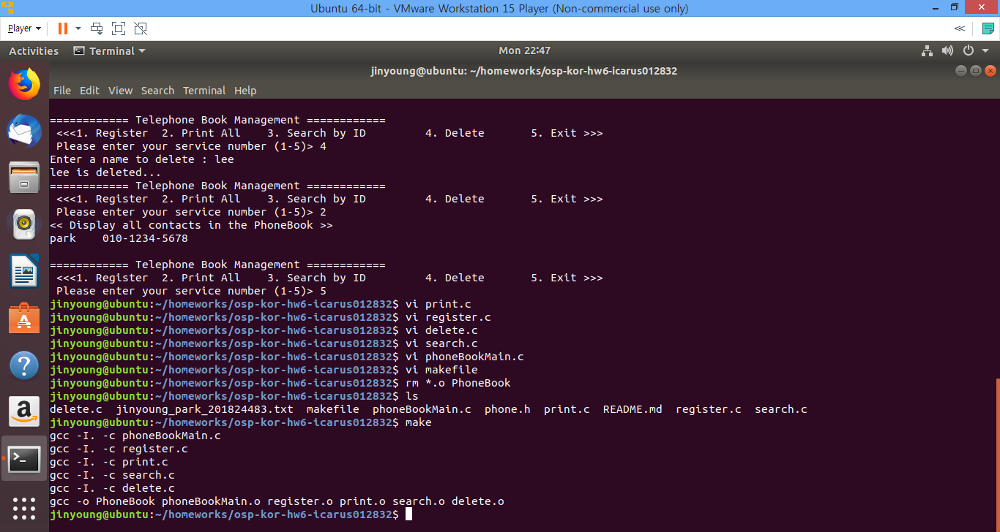 Ubuntu 64-bit - VMware Workstation 15 Player (Non-commercial use only)
Player
Activities Terminal Mon 22:47
jinyoung@ubuntu: ~/homeworks/osp-kor-hw6-icarus012832
File Edit View Search Terminal Help
============ Telephone Book Management ============
<<<1. Register 2. Print All 3. Search by ID 4. Delete 5. Exit >>>
Please enter your service number (1-5)> 4
Enter a name to delete : lee
lee is deleted...
============ Telephone Book Management ============
<<<1. Register 2. Print All 3. Search by ID 4. Delete 5. Exit >>>
Please enter your service number (1-5)> 2
<< Display all contacts in the PhoneBook >>
park 010-1234-5678
============ Telephone Book Management ============
<<<1. Register 2. Print All 3. Search by ID 4. Delete 5. Exit >>>
Please enter your service number (1-5)> 5
jinyoung@ubuntu:~/homeworks/osp-kor-hw6-icarus012832$ vi print.c
jinyoung@ubuntu:~/homeworks/osp-kor-hw6-icarus012832$ vi register.c
jinyoung@ubuntu:~/homeworks/osp-kor-hw6-icarus012832$ vi delete.c
jinyoung@ubuntu:~/homeworks/osp-kor-hw6-icarus012832$ vi search.c
jinyoung@ubuntu:~/homeworks/osp-kor-hw6-icarus012832$ vi phoneBookMain.c
jinyoung@ubuntu:~/homeworks/osp-kor-hw6-icarus012832$ vi makefile
jinyoung@ubuntu:~/homeworks/osp-kor-hw6-icarus012832$ rm *.o PhoneBook
jinyoung@ubuntu:~/homeworks/osp-kor-hw6-icarus012832$ ls
delete.c jinyoung_park_201824483.txt makefile phoneBookMain.c phone.h print.c README.md register.c search.c
jinyoung@ubuntu:~/homeworks/osp-kor-hw6-icarus012832$ make
gcc -I. -c phoneBookMain.c
gcc -I. -c register.c
gcc -I. -c print.c
gcc -I. -c search.c
gcc -I. -c delete.c
gcc -o PhoneBook phoneBookMain.o register.o print.o search.o delete.o
jinyoung@ubuntu:~/homeworks/osp-kor-hw6-icarus012832$